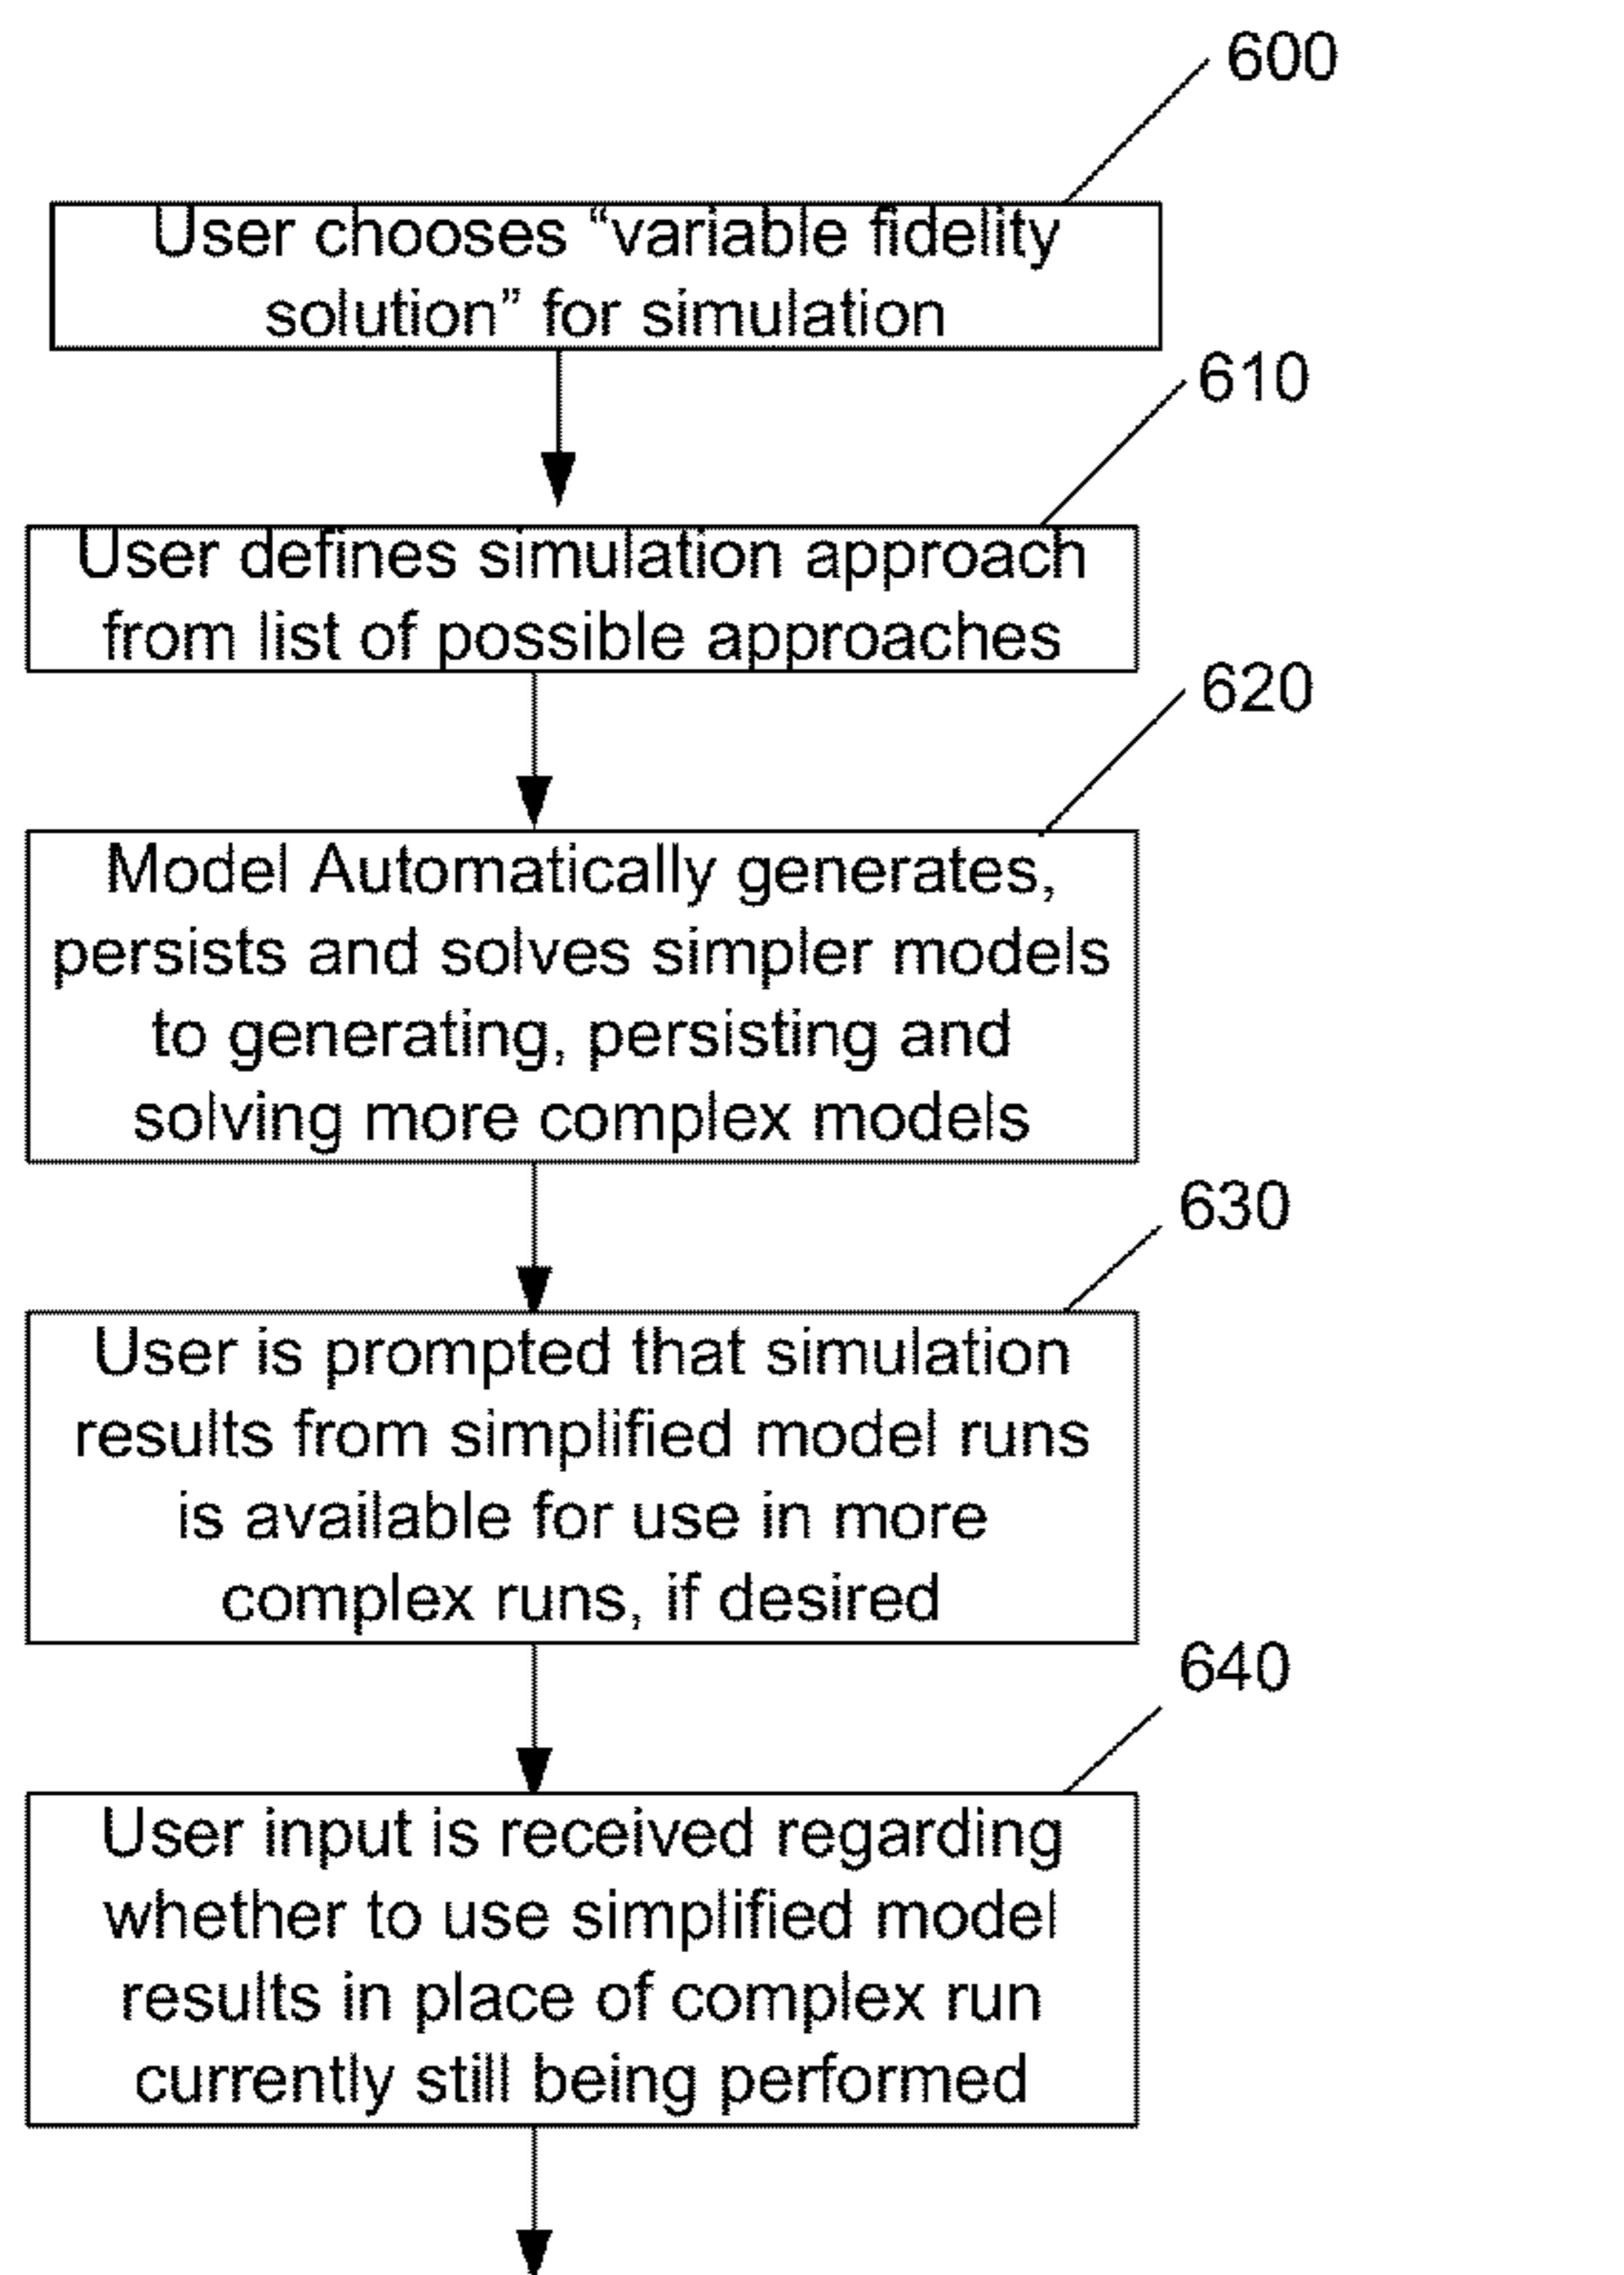 600
User chooses “variable fidelity
solution” for simulation
610
User defines simulation approach
from list of possible approaches
620
Model Automatically generates,
persists and solves simpler models
to generating, persisting and
solving more complex models
630
User is prompted that simulation
results from simplified model runs
is available for use in more
complex runs, if desired
640
User input is received regarding
whether to use simplified model
results in place of complex run
currently still being performed